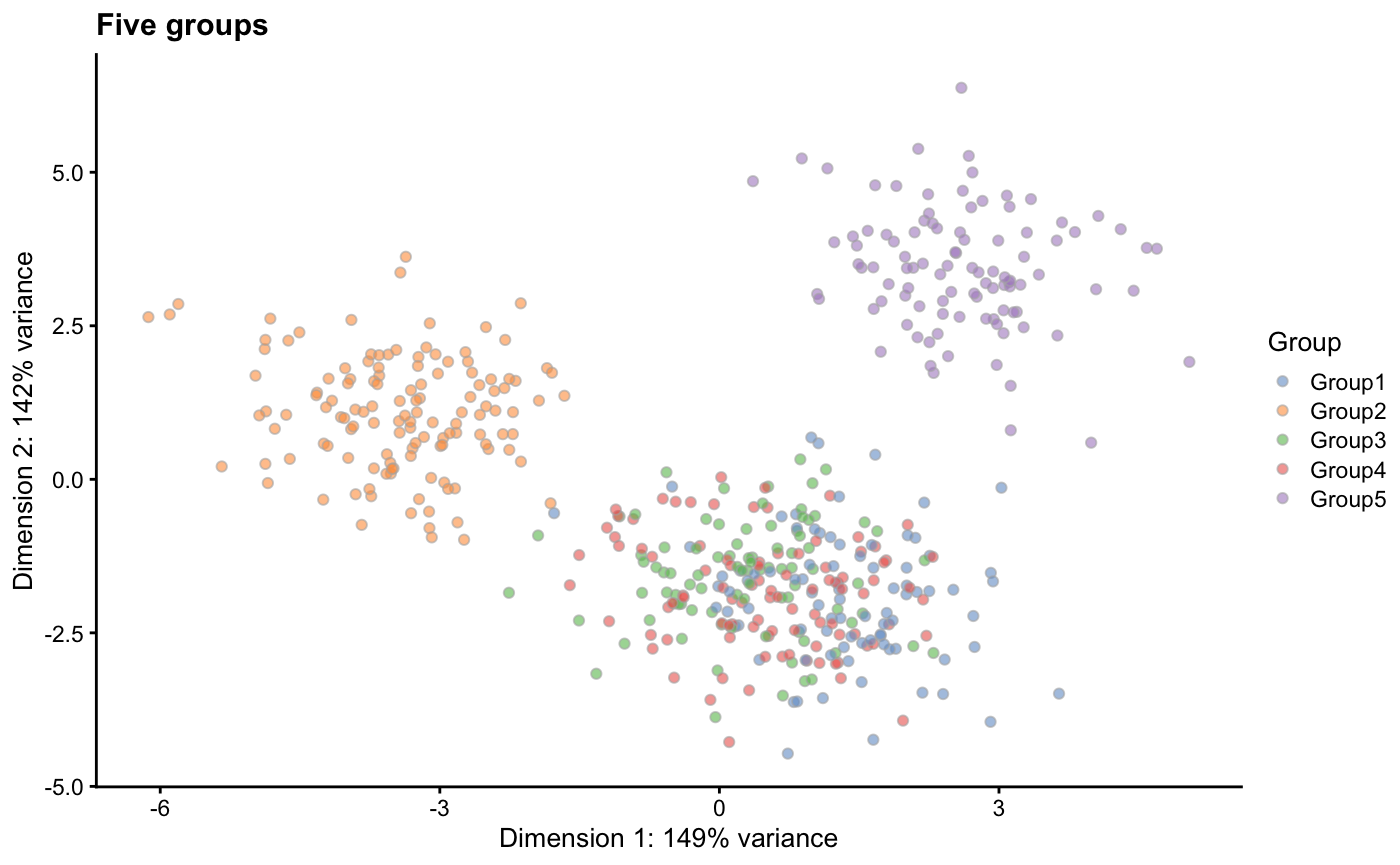 Five groups
5.0
2.5
0.0
-2.5
-5.0
Dimension 2: 142% variance
-6
-3
0
3
Dimension 1: 149% variance
Group
Group1
Group2
Group3
Group4
Group5